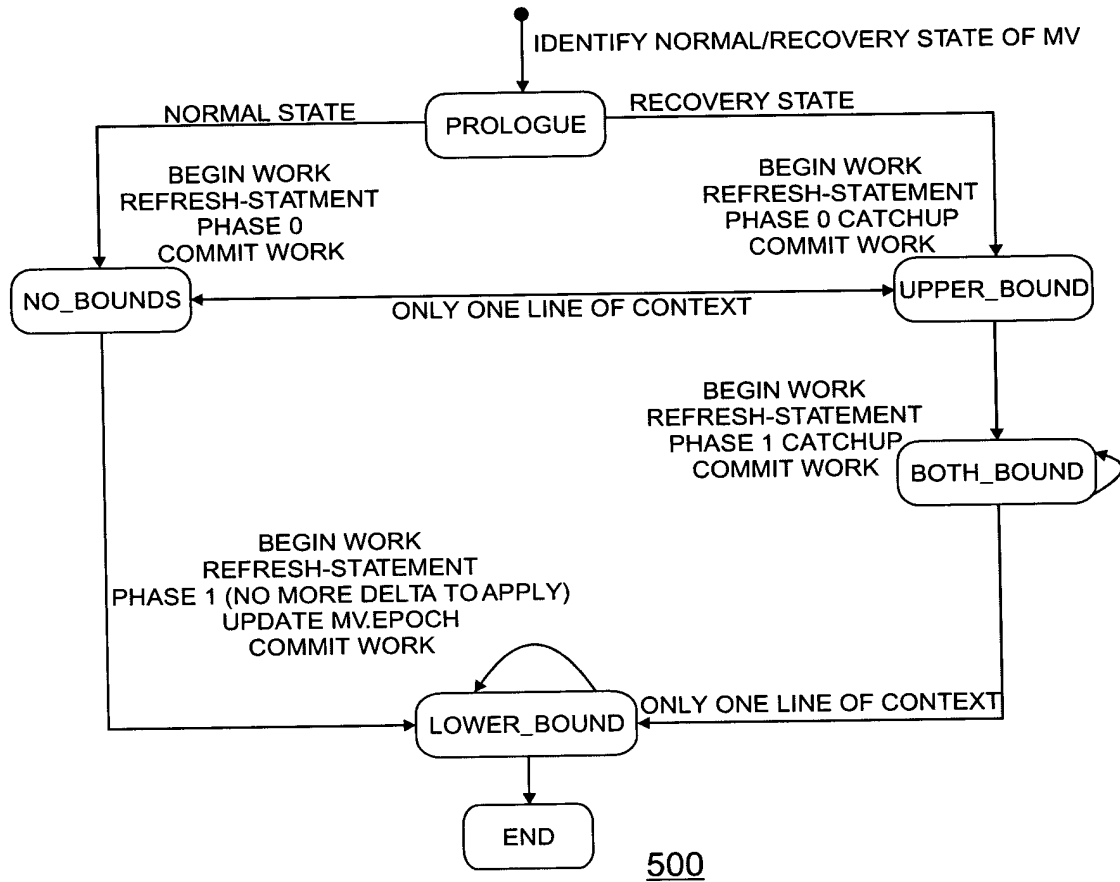 IDENTIFY NORMAL/RECOVERY STATE OF MV
NORMAL STATE
PROLOGUE
RECOVERY STATE
BEGIN WORK
REFRESH-STATMENT
PHASE 0
COMMIT WORK
BEGIN WORK
REFRESH-STATEMENT
PHASE 0 CATCHUP
COMMIT WORK
NO_BOUNDS
ONLY ONE LINE OF CONTEXT
UPPER_BOUND
BEGIN WORK
REFRESH-STATEMENT
PHASE 1 CATCHUP
COMMIT WORK
BOTH_BOUND
BEGIN WORK
REFRESH-STATEMENT
PHASE 1 (NO MORE DELTA TO APPLY)
UPDATE MV.EPOCH
COMMIT WORK
LOWER_BOUND
ONLY ONE LINE OF CONTEXT
END
500